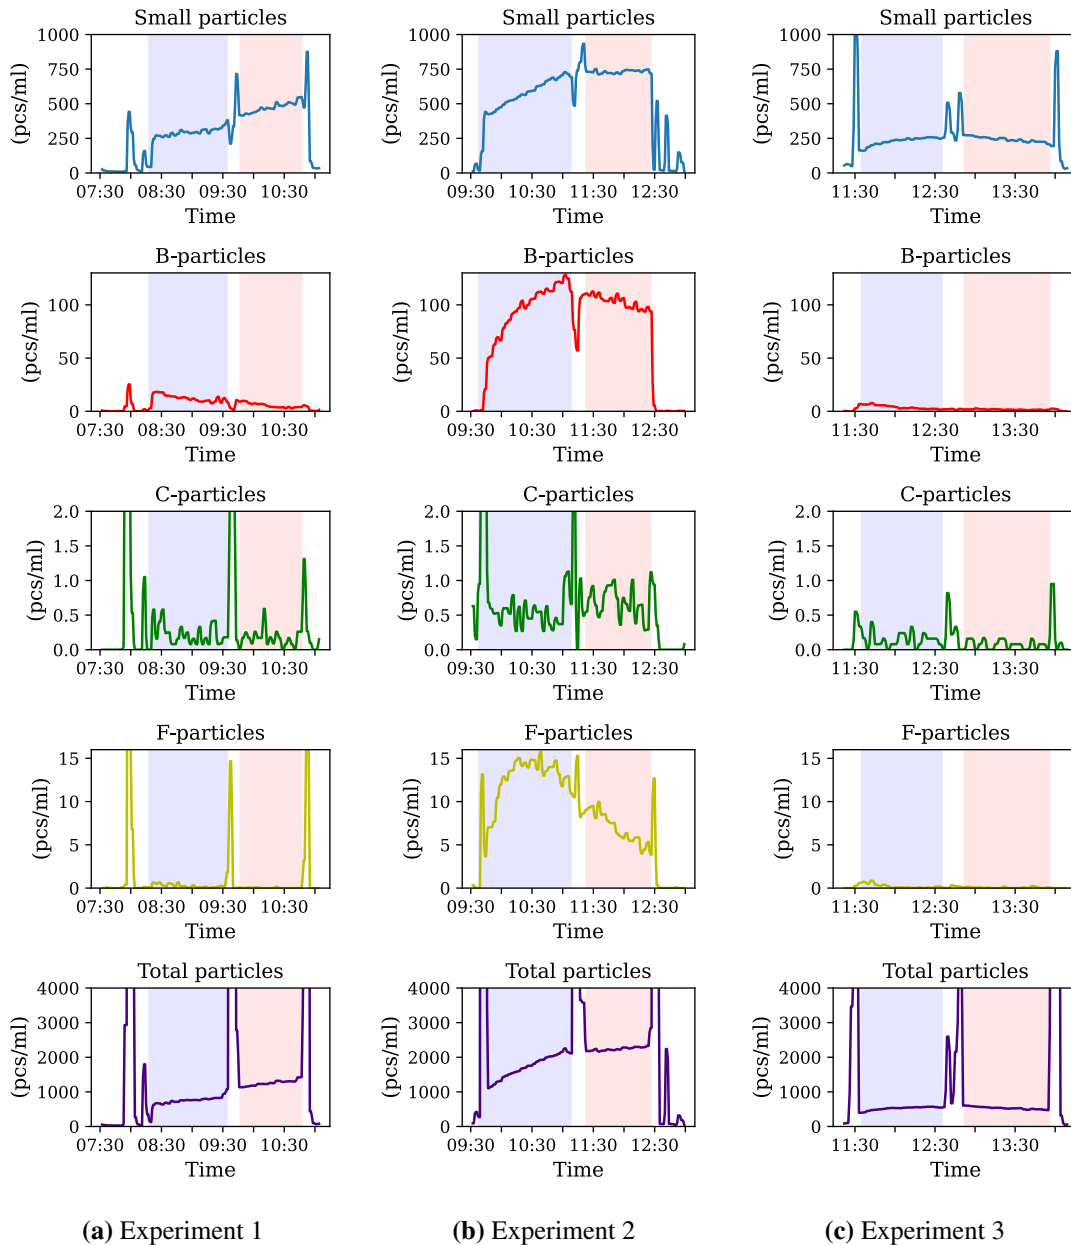 Small particles
Small particles
Small particles
1000
750
500
250
0
(pcs/ml)
07:30 08:30 09:30 10:30
Time
1000
750
500
250
0
(pcs/ml)
09:30 10:30 11:30 12:30
Time
1000
750
500
250
0
(pcs/ml)
11:30 12:30 13:30
Time
B-particles
B-particles
B-particles
100
50
0
(pcs/ml)
07:30 08:30 09:30 10:30
Time
100
50
0
(pcs/ml)
09:30 10:30 11:30 12:30
Time
100
50
0
(pcs/ml)
11:30 12:30 13:30
Time
C-particles
C-particles
C-particles
2.0
1.5
1.0
0.5
0.0
(pcs/ml)
07:30 08:30 09:30 10:30
Time
2.0
1.5
1.0
0.5
0.0
(pcs/ml)
09:30 10:30 11:30 12:30
Time
2.0
1.5
1.0
0.5
0.0
(pcs/ml)
11:30 12:30 13:30
Time
F-particles
F-particles
F-particles
15
10
5
0
(pcs/ml)
07:30 08:30 09:30 10:30
Time
15
10
5
0
(pcs/ml)
09:30 10:30 11:30 12:30
Time
15
10
5
0
(pcs/ml)
11:30 12:30 13:30
Time
Total particles
Total particles
Total particles
4000
3000
2000
1000
0
(pcs/ml)
07:30 08:30 09:30 10:30
Time
4000
3000
2000
1000
0
(pcs/ml)
09:30 10:30 11:30 12:30
Time
4000
3000
2000
1000
0
(pcs/ml)
11:30 12:30 13:30
Time
(a) Experiment 1
(b) Experiment 2
(c) Experiment 3